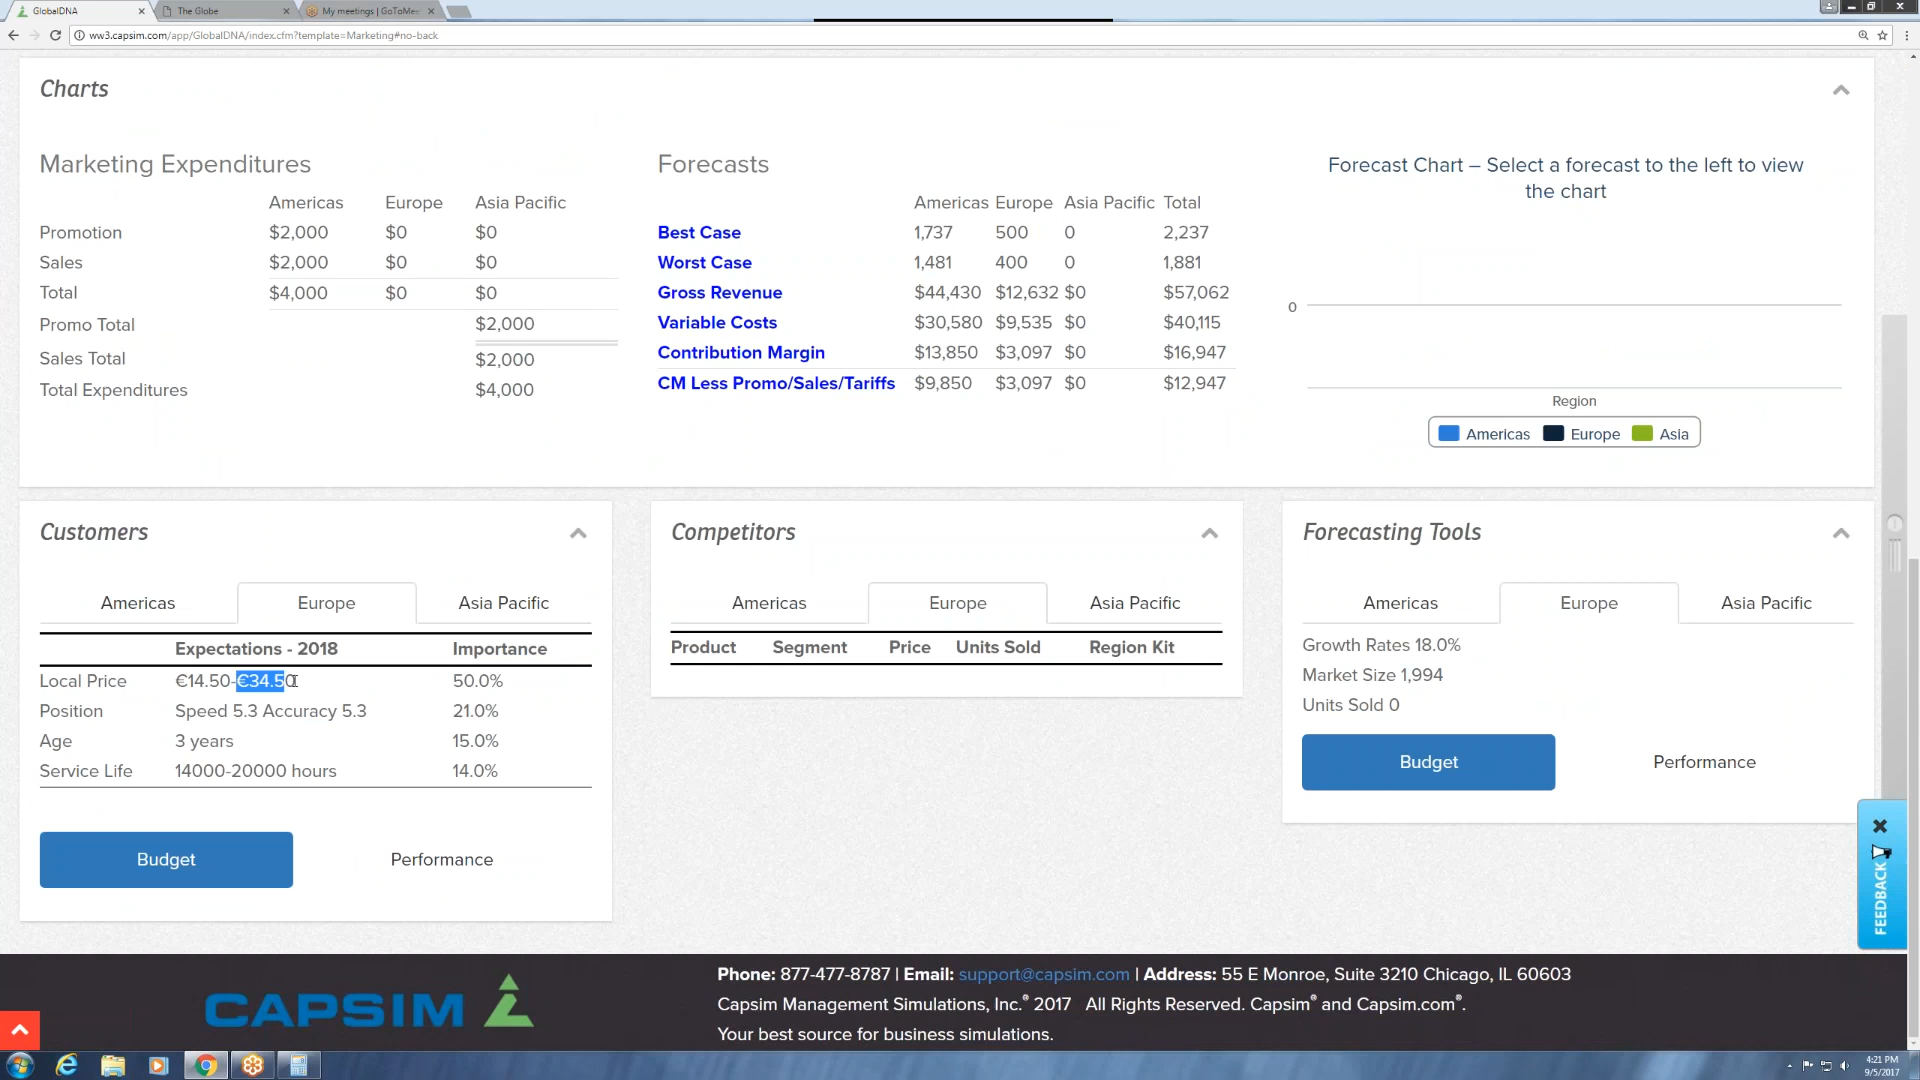 GlobalDNA
The Globe
My meetings | GoToMee
ww3.capsim.com/app/GlobalDNA/index.cfm?template=Marketing#no-back
Charts
Marketing Expenditures
Americas Europe Asia Pacific
Promotion $2,000 $0 $0
Sales $2,000 $0 $0
Total $4,000 $0 $0
Promo Total $2,000
Sales Total $2,000
Total Expenditures $4,000
Forecasts
Americas Europe Asia Pacific Total
Best Case 1,737 500 0 2,237
Worst Case 1,481 400 0 1,881
Gross Revenue $44,430 $12,632 $0 $57,062
Variable Costs $30,580 $9,535 $0 $40,115
Contribution Margin $13,850 $3,097 $0 $16,947
CM Less Promo/Sales/Tariffs $9,850 $3,097 $0 $12,947
Forecast Chart – Select a forecast to the left to view
the chart
0
Region
Americas Europe Asia
Customers
Americas Europe Asia Pacific
Expectations - 2018 Importance
Local Price €14.50-€34.50 50.0%
Position Speed 5.3 Accuracy 5.3 21.0%
Age 3 years 15.0%
Service Life 14000-20000 hours 14.0%
Budget Performance
Competitors
Americas Europe Asia Pacific
Product Segment Price Units Sold Region Kit
Forecasting Tools
Americas Europe Asia Pacific
Growth Rates 18.0%
Market Size 1,994
Units Sold 0
Budget Performance
FEEDBACK
CAPSIM
Phone: 877-477-8787 | Email: support@capsim.com | Address: 55 E Monroe, Suite 3210 Chicago, IL 60603
Capsim Management Simulations, Inc.® 2017 All Rights Reserved. Capsim® and Capsim.com®.
Your best source for business simulations.
4:21 PM
9/5/2017